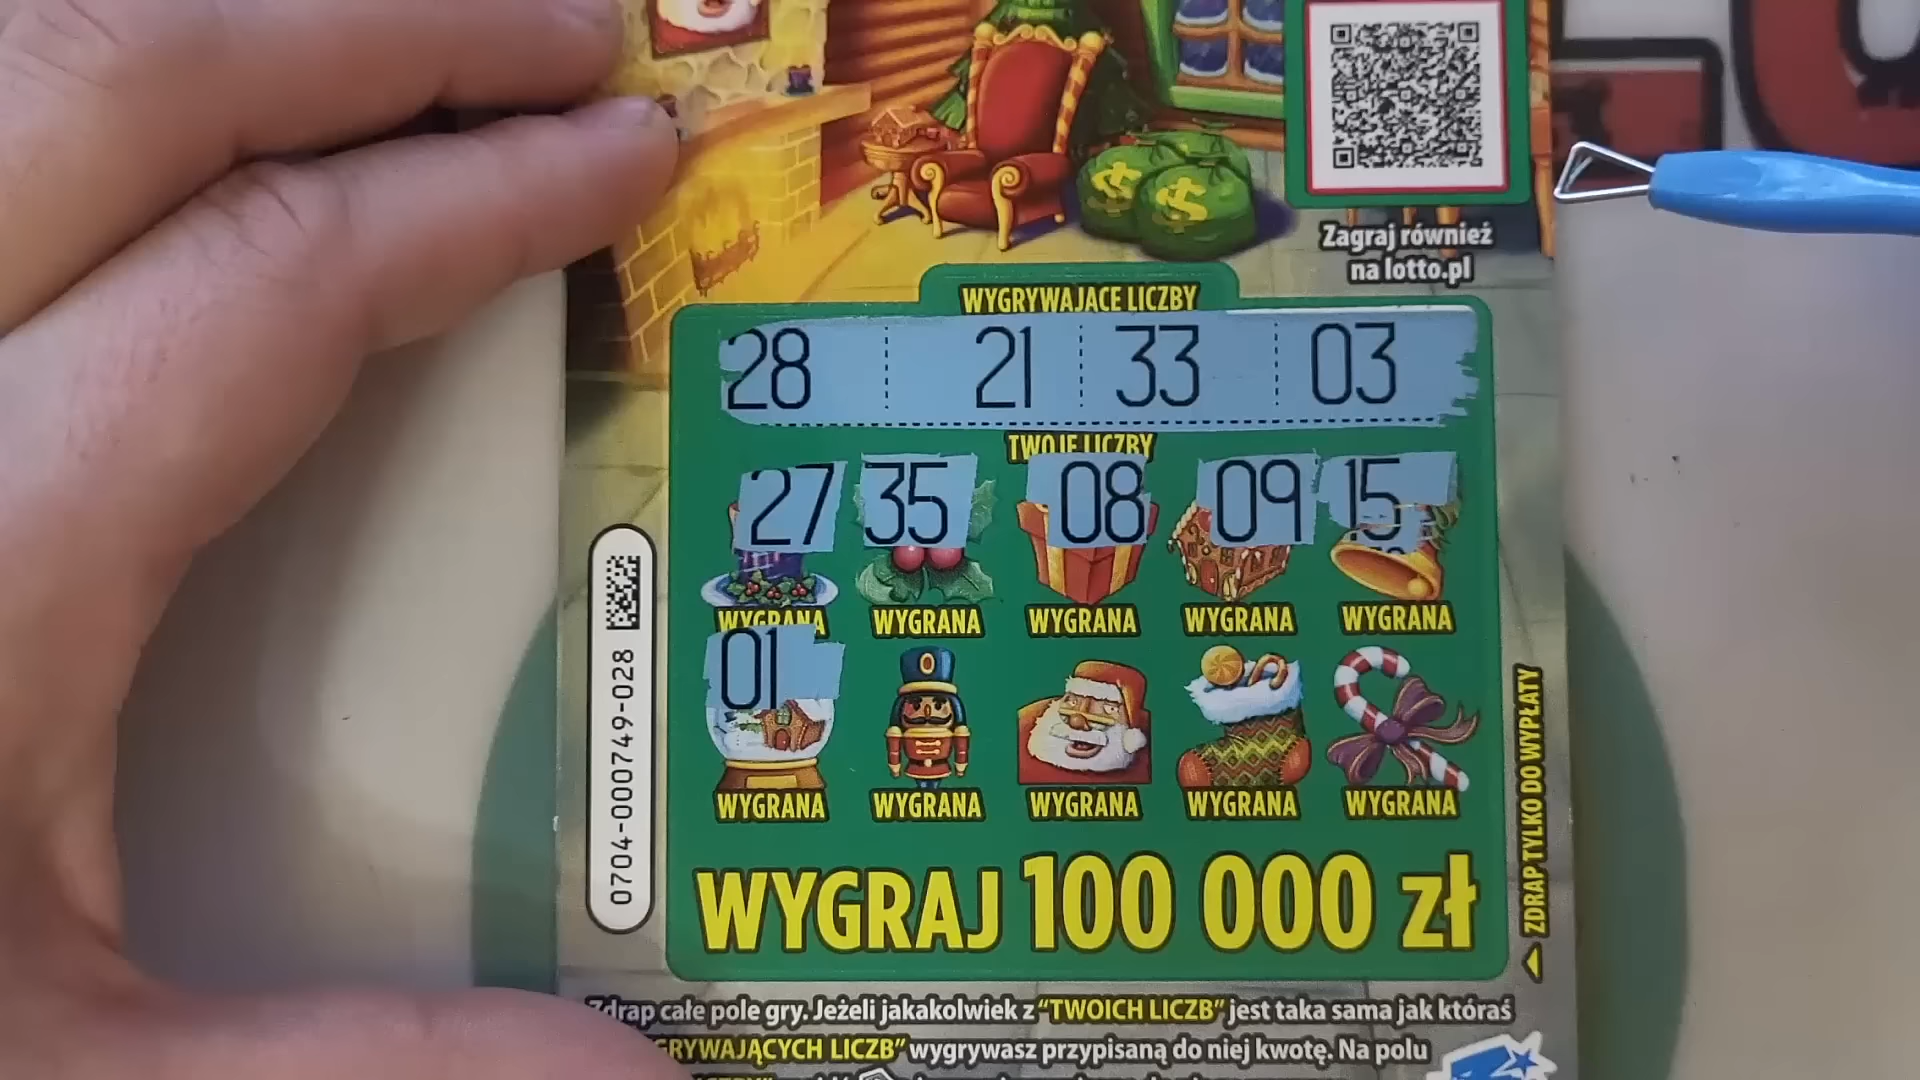 Zagraj również
na lotto.pl
WYGRYWAJĄCE LICZBY
28 21 33 03
TWOJE LICZBY
27 35 08 09 15
WYGRANA WYGRANA WYGRANA WYGRANA WYGRANA
01
WYGRANA WYGRANA WYGRANA WYGRANA WYGRANA
WYGRAJ 100 000 zł
0704-000749-028
ZDRAP TYLKO DO WYPŁATY
Zdrap całe pole gry. Jeżeli jakakolwiek z "TWOICH LICZB" jest taka sama jak któraś
GRYWAJĄCYCH LICZB" wygrywasz przypisaną do niej kwotę. Na polu